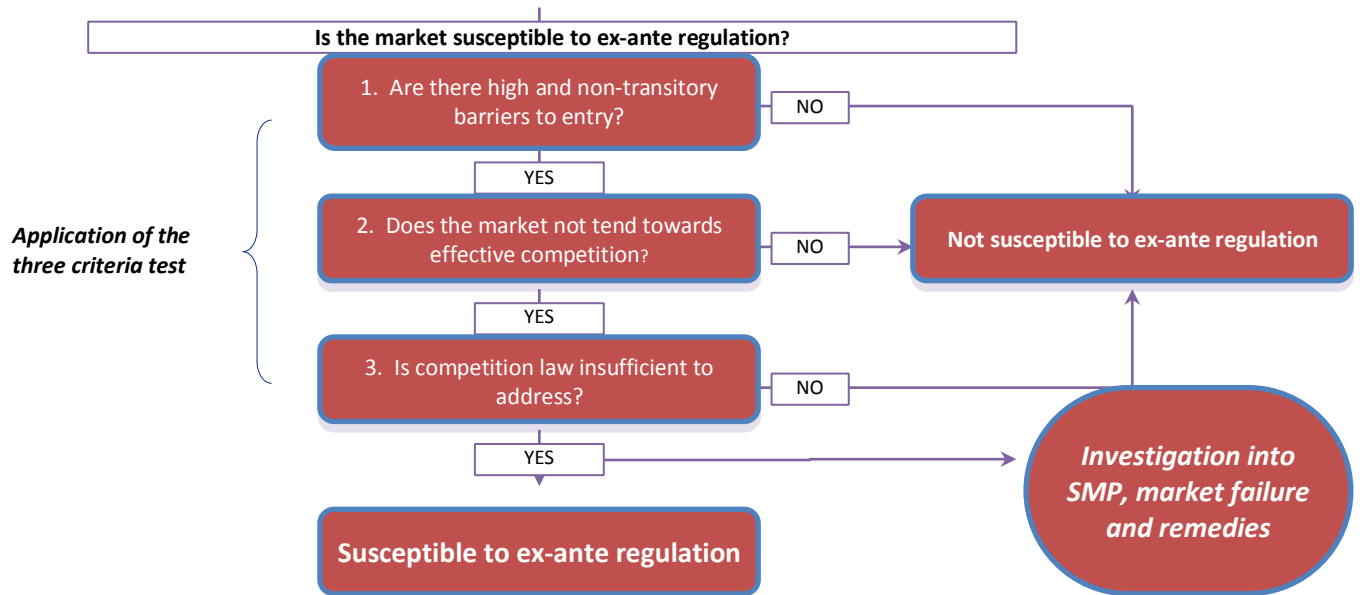 Is the market susceptible to ex-ante regulation?
1. Are there high and non-transitory
barriers to entry?
NO
YES
Application of the
three criteria test
2. Does the market not tend towards
effective competition?
NO
Not susceptible to ex-ante regulation
YES
3. Is competition law insufficient to
address?
NO
YES
Investigation into
SMP, market failure
and remedies
Susceptible to ex-ante regulation